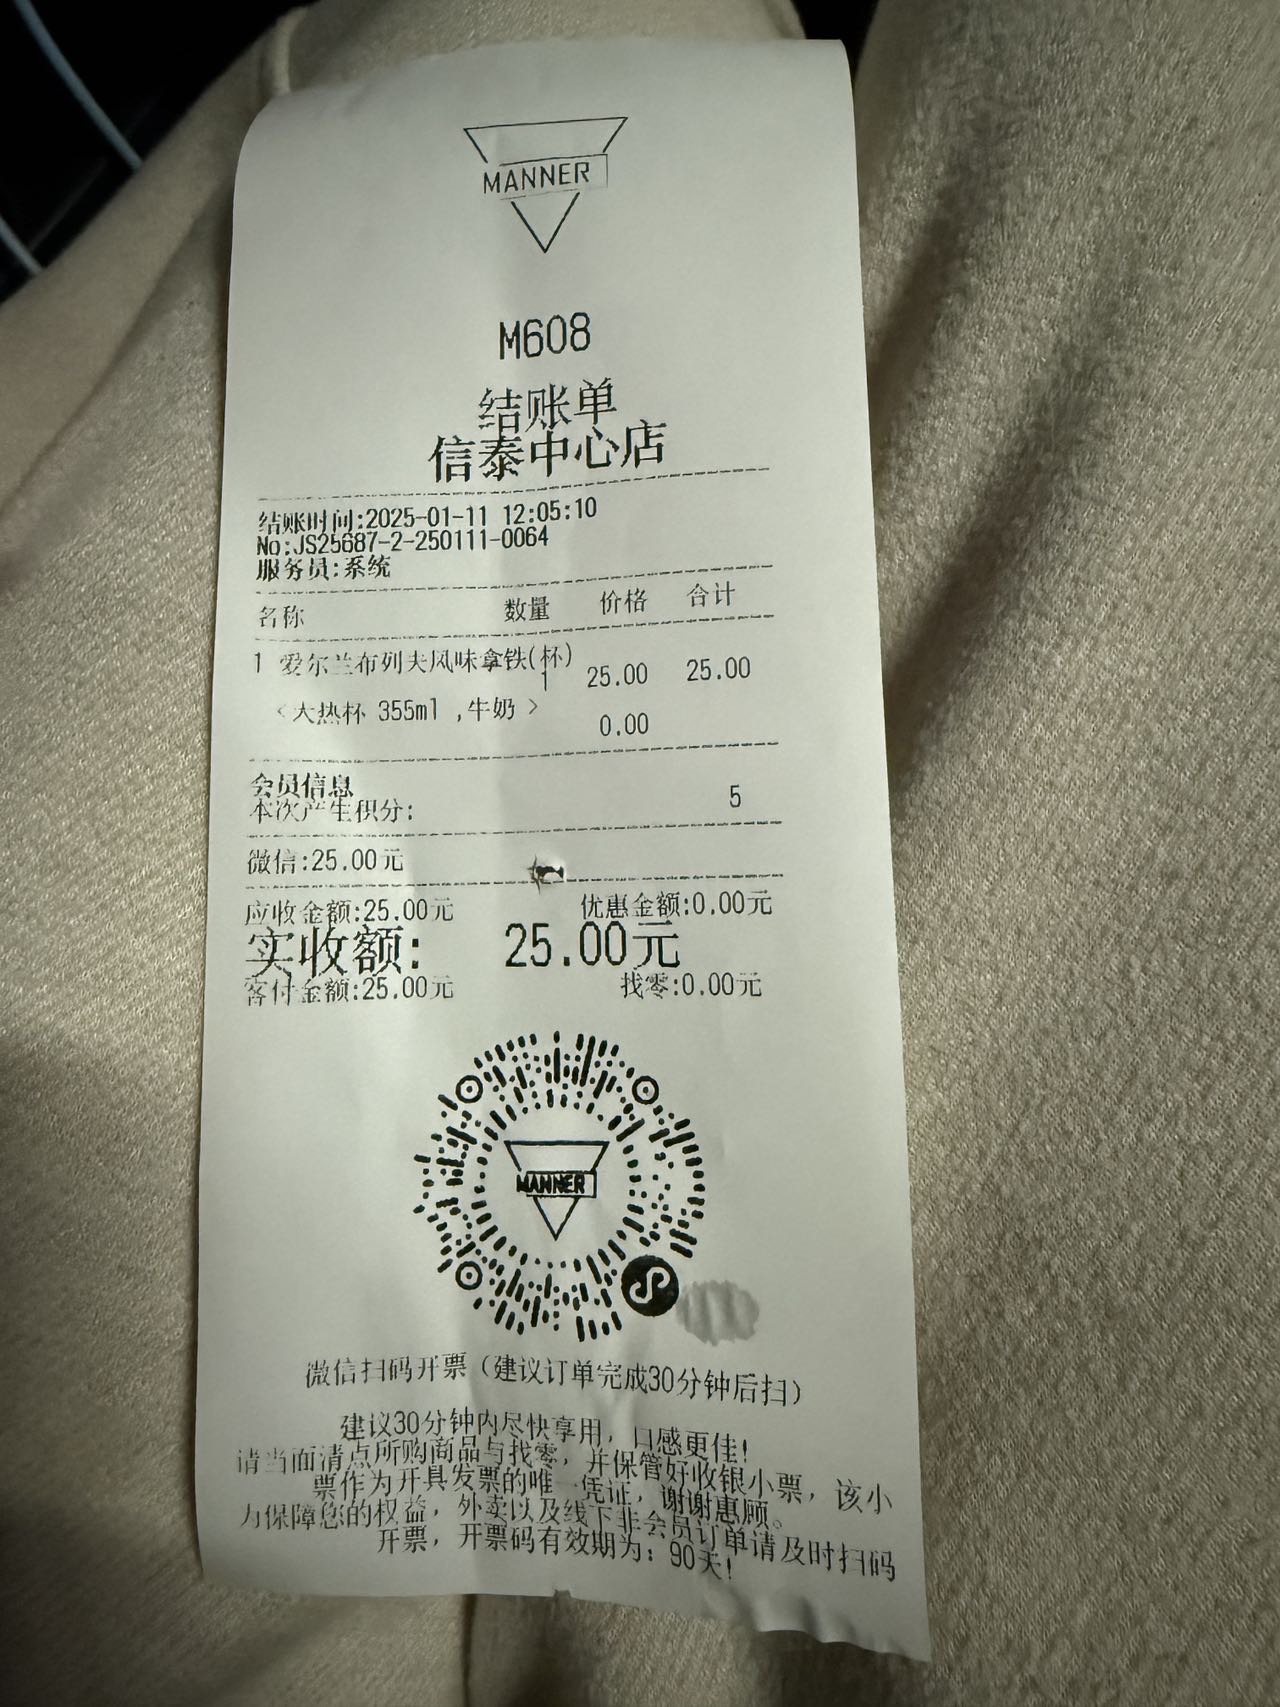 MANNER
M608
结账单
信泰中心店
结账时间:2025-01-11 12:05:10
No:JS25687-2-250111-0064
服务员:系统
名称 数量 价格 合计
1 爱尔兰布列夫风味拿铁(杯)
1 25.00 25.00
<大热杯 355ml ,牛奶 > 0.00
会员信息
本次产生积分: 5
微信:25.00元
应收金额:25.00元 优惠金额:0.00元
实收额: 25.00元
客付金额:25.00元 找零:0.00元
MANNER
微信扫码开票（建议订单完成30分钟后扫）
建议30分钟内尽快享用，口感更佳！
请当面清点所购商品与找零，并保管好收银小票，该小
票作为开具发票的唯一凭证，谢谢惠顾。
为保障您的权益，外卖以及线下非会员订单请及时扫码
开票，开票码有效期为：90天！